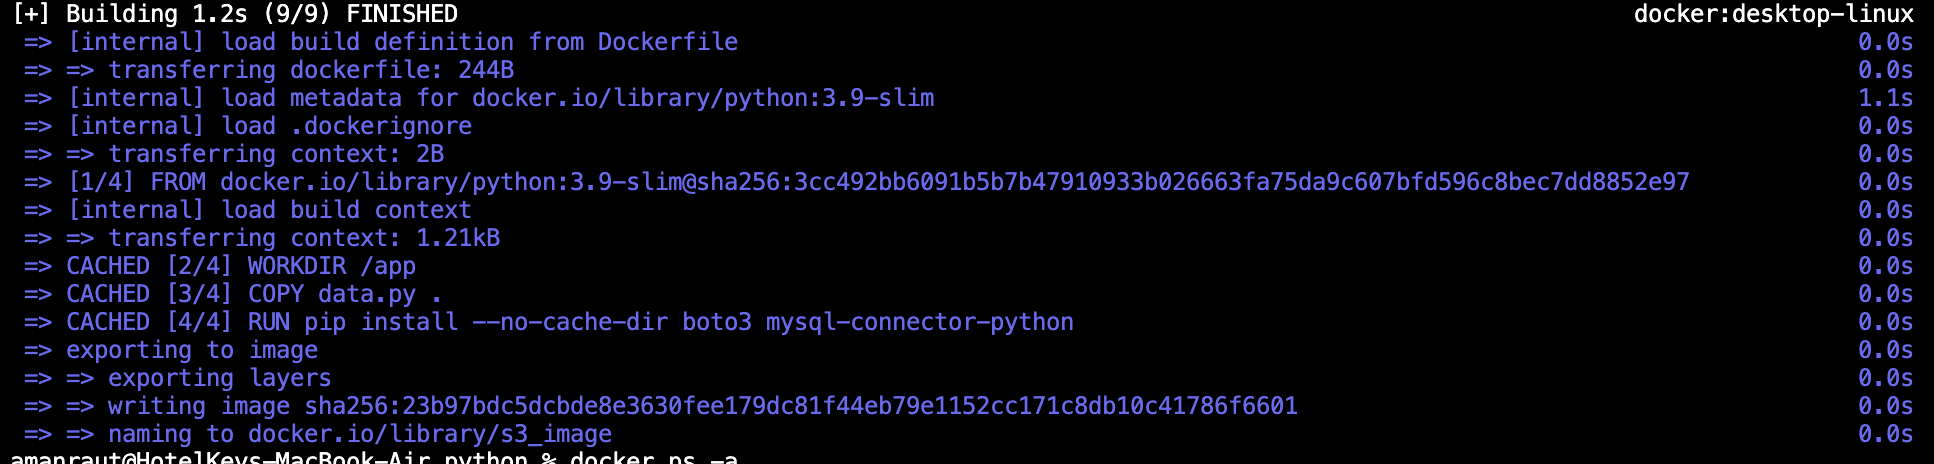 [+] Building 1.2s (9/9) FINISHED docker:desktop-linux
=> [internal] load build definition from Dockerfile 0.0s
=> => transferring dockerfile: 244B 0.0s
=> [internal] load metadata for docker.io/library/python:3.9-slim 1.1s
=> [internal] load .dockerignore 0.0s
=> => transferring context: 2B 0.0s
=> [1/4] FROM docker.io/library/python:3.9-slim@sha256:3cc492bb6091b5b7b47910933b026663fa75da9c607bfd596c8bec7dd8852e97 0.0s
=> [internal] load build context 0.0s
=> => transferring context: 1.21kB 0.0s
=> CACHED [2/4] WORKDIR /app 0.0s
=> CACHED [3/4] COPY data.py . 0.0s
=> CACHED [4/4] RUN pip install --no-cache-dir boto3 mysql-connector-python 0.0s
=> exporting to image 0.0s
=> => exporting layers 0.0s
=> => writing image sha256:23b97bdc5dcbde8e3630fee179dc81f44eb79e1152cc171c8db10c41786f6601 0.0s
=> => naming to docker.io/library/s3_image 0.0s
amanraut@HotelKeys-MacBook-Air python % docker ps -a